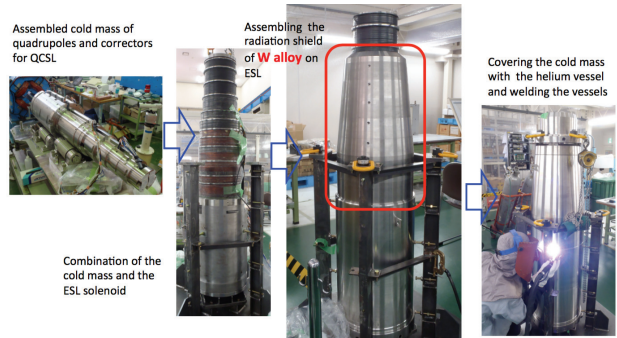 Assembled cold mass of
quadrupoles and correctors
for QCSL
Assembling the
radiation shield
of W alloy on
ESL
Covering the cold mass
with the helium vessel
and welding the vessels
Combination of the
cold mass and the
ESL solenoid